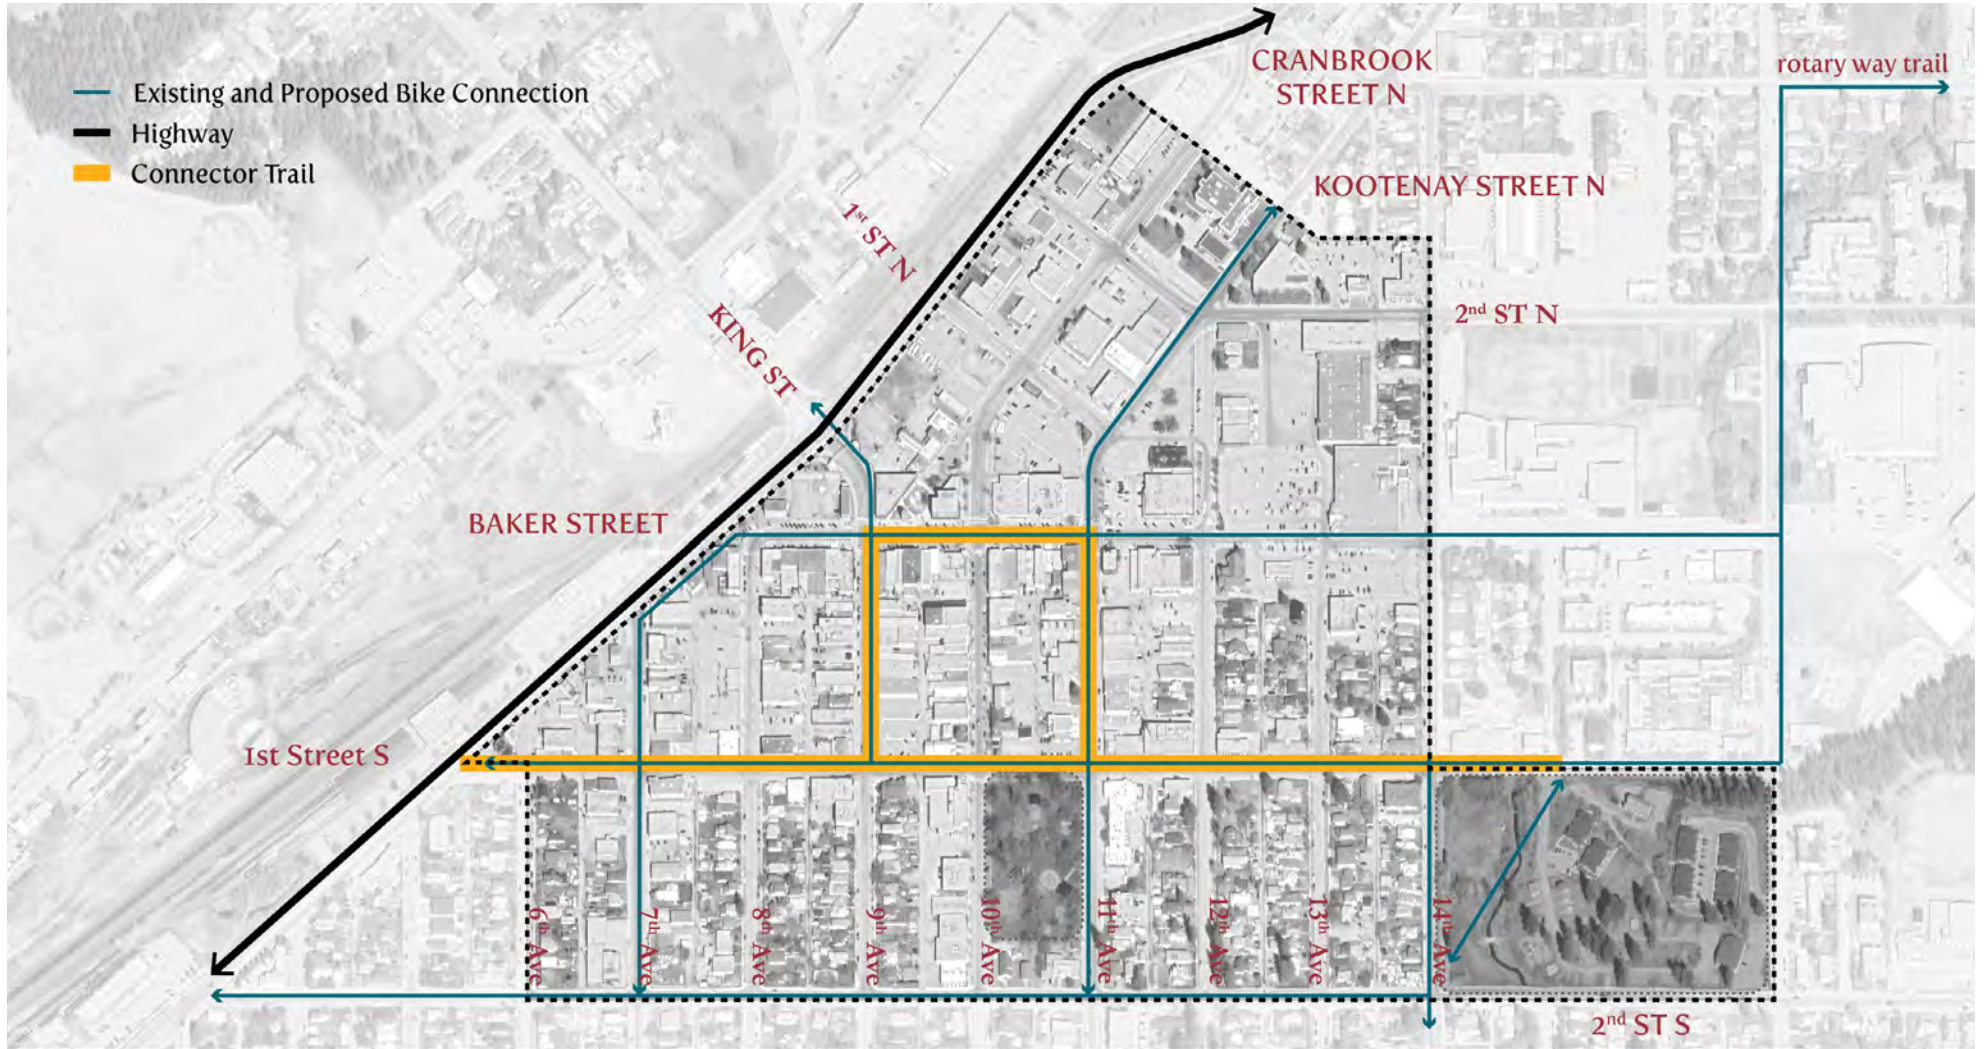 CRANBROOK
STREET N
rotary way trail
Existing and Proposed Bike Connection
Highway
Connector Trail
KOOTENAY STREET N
1st ST N
2nd ST N
KING ST
BAKER STREET
1st Street S
6th Ave
7th Ave
8th Ave
9th Ave
10th Ave
11th Ave
12th Ave
13th Ave
14th Ave
2nd ST S